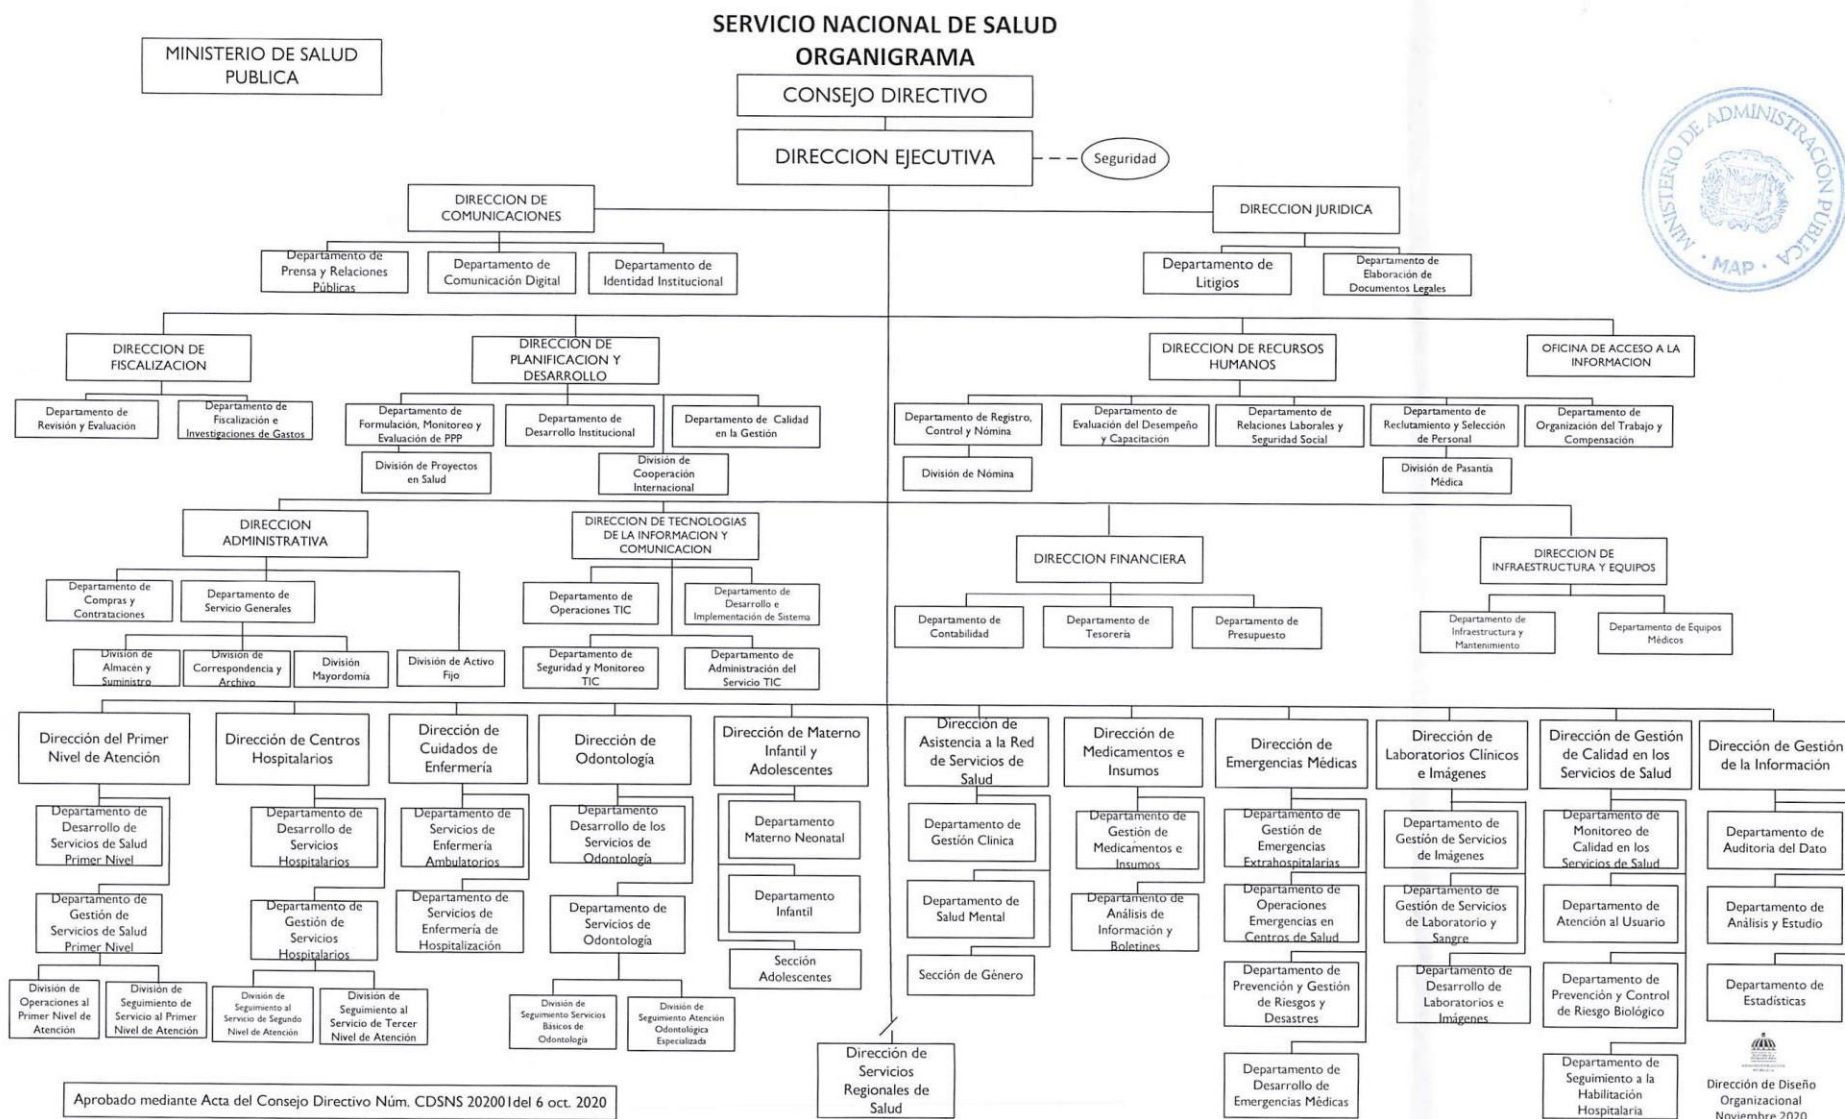 SERVICIO NACIONAL DE SALUD
ORGANIGRAMA
MINISTERIO DE SALUD
PUBLICA
CONSEJO DIRECTIVO
DIRECCION EJECUTIVA
Seguridad
MINISTERIO DE ADMINISTRACIÓN PÚBLICA
· MAP ·
DIRECCION DE
COMUNICACIONES
DIRECCION JURIDICA
Departamento de
Prensa y Relaciones
Públicas
Departamento de
Comunicación Digital
Departamento de
Identidad Institucional
Departamento de
Litigios
Departamento de
Elaboración de
Documentos Legales
DIRECCION DE
FISCALIZACION
DIRECCION DE
PLANIFICACION Y
DESARROLLO
DIRECCION DE RECURSOS
HUMANOS
OFICINA DE ACCESO A LA
INFORMACION
Departamento de
Revisión y Evaluación
Departamento de
Fiscalización e
Investigaciones de Gastos
Departamento de
Formulación, Monitoreo y
Evaluación de PPP
Departamento de
Desarrollo Institucional
Departamento de Calidad
en la Gestión
División de Proyectos
en Salud
División de
Cooperación
Internacional
Departamento de Registro,
Control y Nómina
Departamento de
Evaluación del Desempeño
y Capacitación
Departamento de
Relaciones Laborales y
Seguridad Social
Departamento de
Reclutamiento y Selección
de Personal
Departamento de
Organización del Trabajo y
Compensación
División de Nómina
División de Pasantía
Médica
DIRECCION
ADMINISTRATIVA
DIRECCION DE TECNOLOGIAS
DE LA INFORMACION Y
COMUNICACION
DIRECCION FINANCIERA
DIRECCION DE
INFRAESTRUCTURA Y EQUIPOS
Departamento de
Compras y
Contrataciones
Departamento de
Servicio Generales
Departamento de
Operaciones TIC
Departamento de
Desarrollo e
Implementación de Sistema
Departamento de
Contabilidad
Departamento de
Tesorería
Departamento de
Presupuesto
Departamento de
Infraestructura y
Mantenimiento
Departamento de Equipos
Médicos
División de
Almacén y
Suministro
División de
Correspondencia y
Archivo
División
Mayordomía
División de Activo
Fijo
Departamento de
Seguridad y Monitoreo
TIC
Departamento de
Administración del
Servicio TIC
Dirección del Primer
Nivel de Atención
Dirección de Centros
Hospitalarios
Dirección de
Cuidados de
Enfermería
Dirección de
Odontología
Dirección de Materno
Infantil y
Adolescentes
Dirección de
Asistencia a la Red
de Servicios de
Salud
Dirección de
Medicamentos e
Insumos
Dirección de
Emergencias Médicas
Dirección de
Laboratorios Clínicos
e Imágenes
Dirección de Gestión
de Calidad en los
Servicios de Salud
Dirección de Gestión
de la Información
Departamento de
Desarrollo de
Servicios de Salud
Primer Nivel
Departamento de
Desarrollo de
Servicios
Hospitalarios
Departamento de
Servicios de
Enfermería
Ambulatorios
Departamento
Desarrollo de los
Servicios de
Odontología
Departamento
Materno Neonatal
Departamento de
Gestión Clinica
Departamento de
Gestión de
Medicamentos e
Insumos
Departamento de
Gestión de
Emergencias
Extrahospitalarias
Departamento de
Gestión de Servicios
de Imágenes
Departamento de
Monitoreo de
Calidad en los
Servicios de Salud
Departamento de
Auditoria del Dato
Departamento de
Gestión de
Servicios de Salud
Primer Nivel
Departamento de
Gestión de
Servicios
Hospitalarios
Departamento de
Servicios de
Enfermería de
Hospitalización
Departamento de
Servicios de
Odontología
Departamento
Infantil
Departamento de
Salud Mental
Departamento de
Análisis de
Información y
Boletines
Departamento de
Operaciones
Emergencias en
Centros de Salud
Departamento de
Gestión de Servicios
de Laboratorio y
Sangre
Departamento de
Atención al Usuario
Departamento de
Análisis y Estudio
División de
Operaciones al
Primer Nivel de
Atención
División de
Seguimiento de
Servicio al Primer
Nivel de Atención
División de
Seguimiento al
Servicio de Segundo
Nivel de Atención
División de
Seguimiento al
Servicio de Tercer
Nivel de Atención
División de
Seguimiento Servicios
Básicos de
Odontología
División de
Seguimiento Atención
Odontológica
Especializada
Sección
Adolescentes
Sección de Género
Departamento de
Prevención y Gestión
de Riesgos y
Desastres
Departamento de
Desarrollo de
Laboratorios e
Imágenes
Departamento de
Prevención y Control
de Riesgo Biológico
Departamento de
Estadísticas
Dirección de
Servicios
Regionales de
Salud
Departamento de
Desarrollo de
Emergencias Médicas
Departamento de
Seguimiento a la
Habilitación
Hospitalaria
Aprobado mediante Acta del Consejo Directivo Núm. CDSNS 202001del 6 oct. 2020
Dirección de Diseño
Organizacional
Noviembre 2020